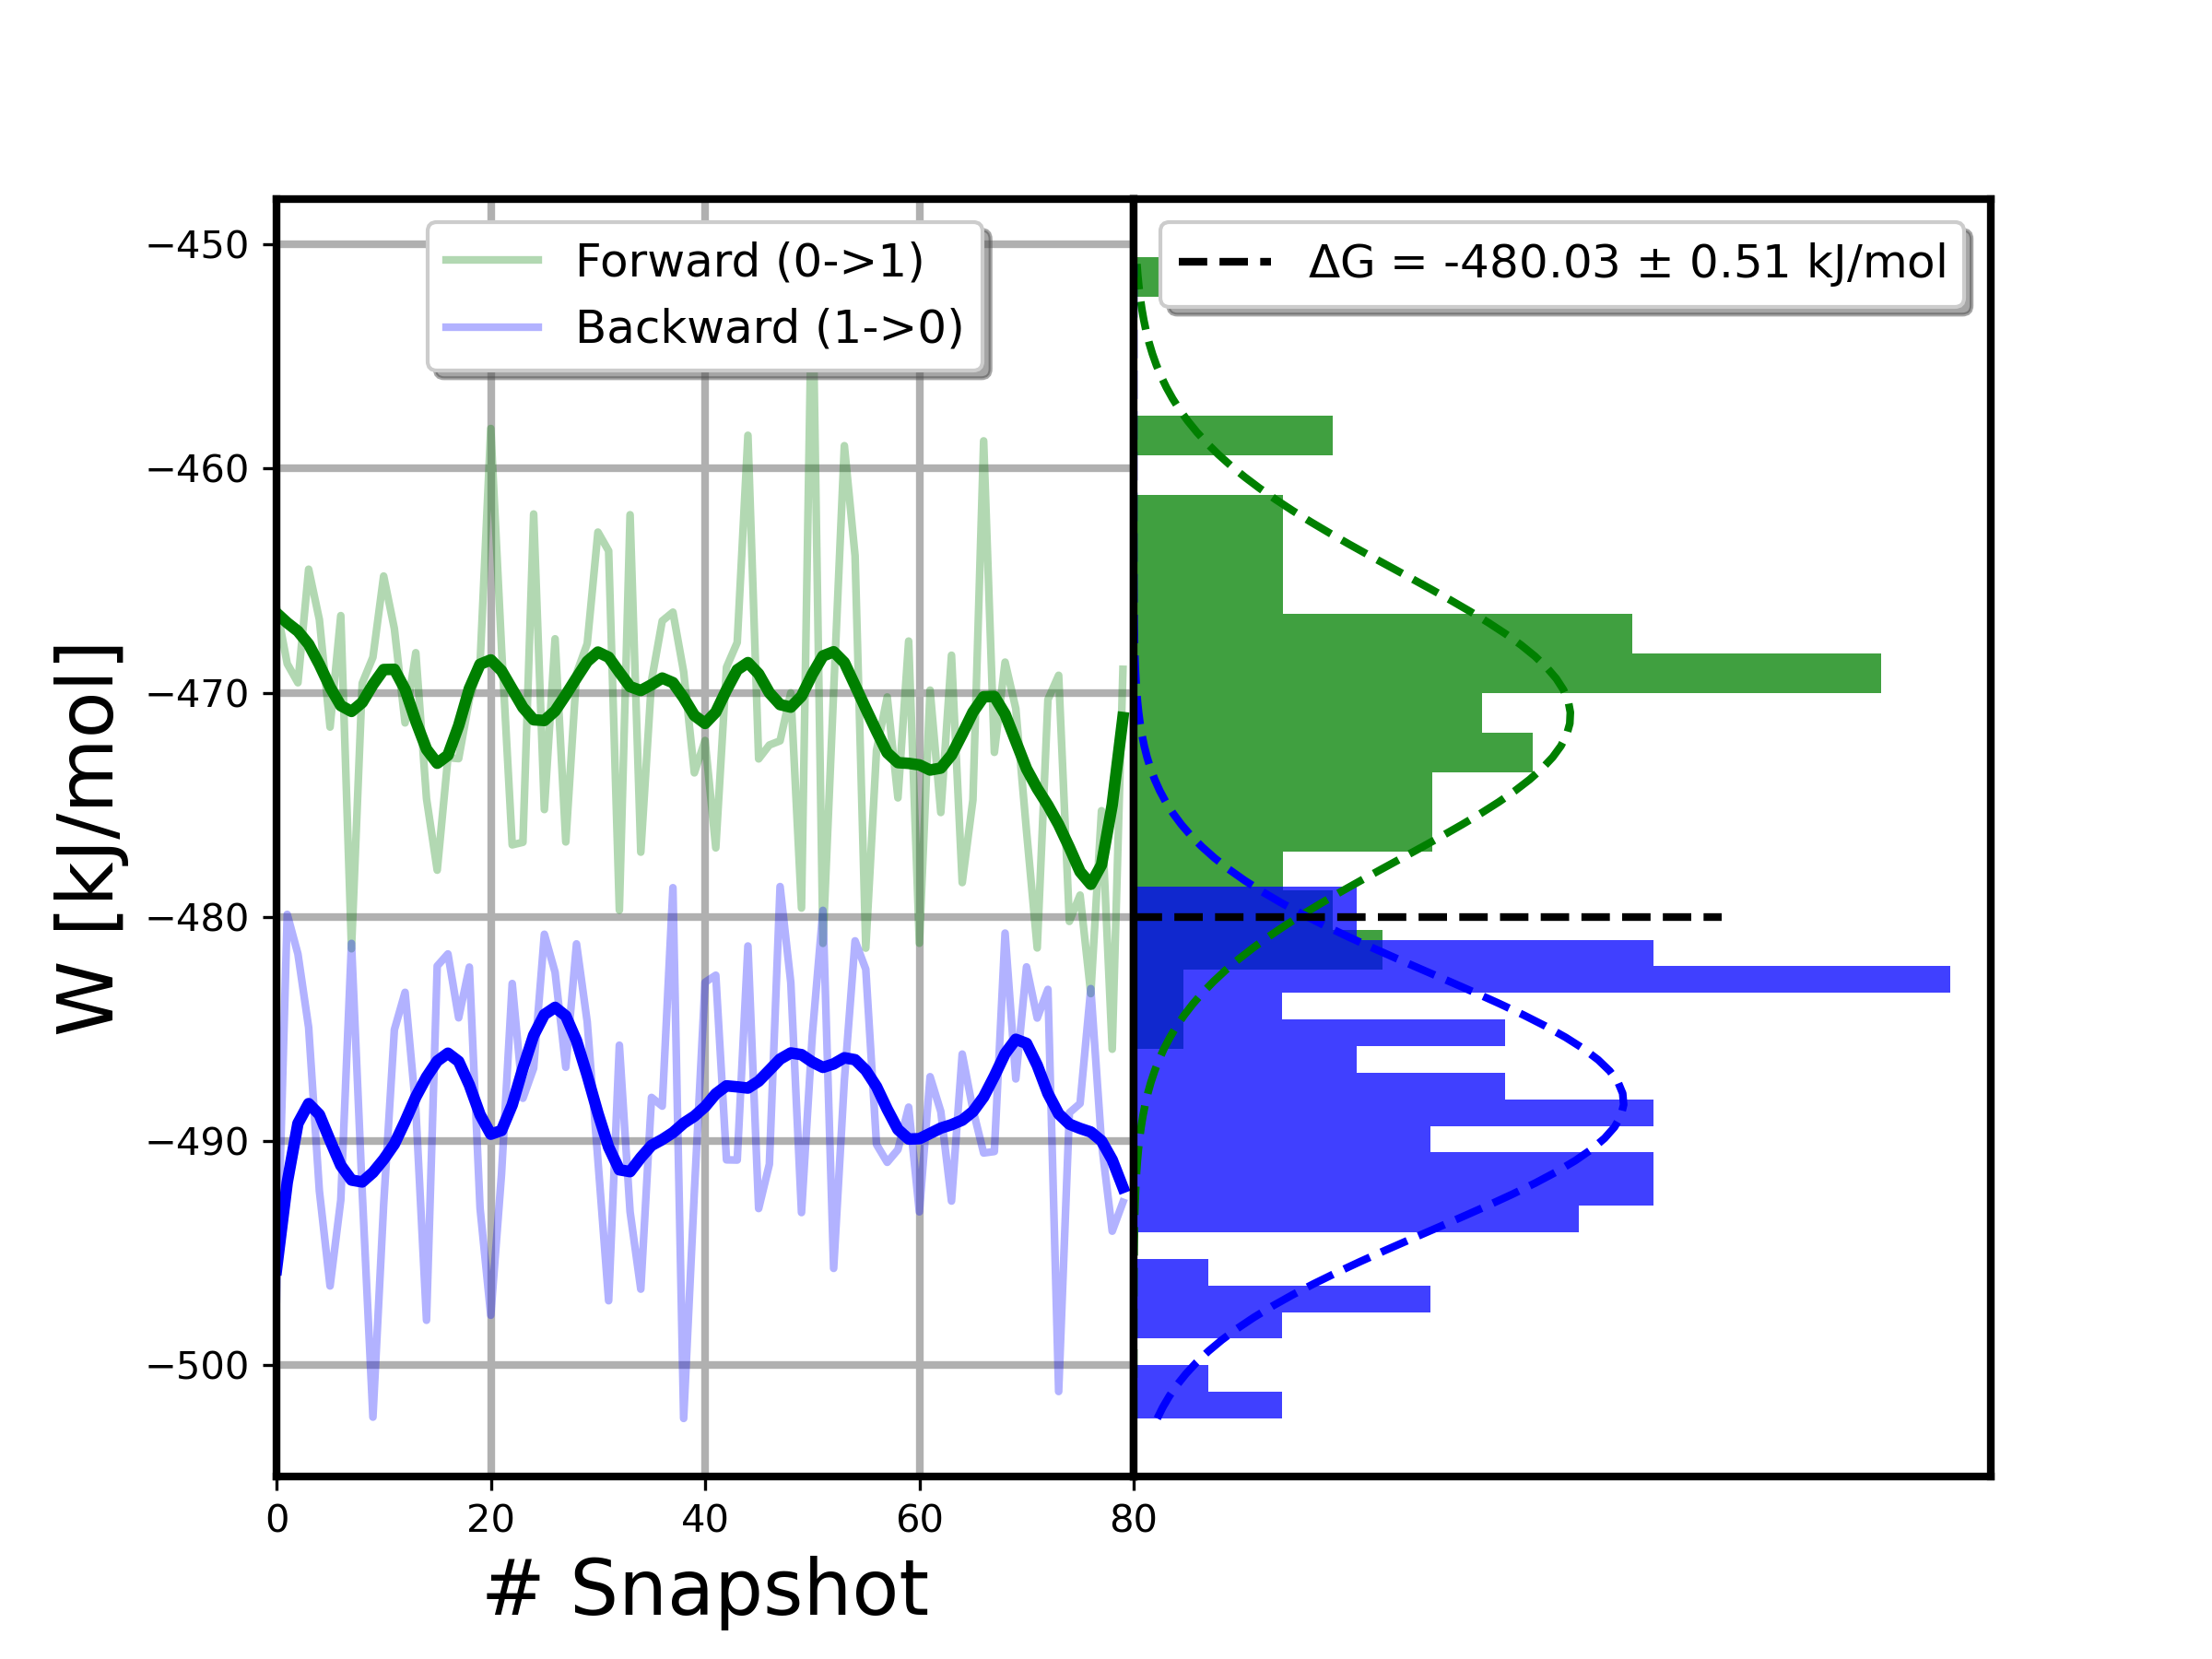 Forward (0->1)
Backward (1->0)
ΔG = -480.03 ± 0.51 kJ/mol
W [kJ/mol]
−450
−460
−470
−480
−490
−500
0 20 40 60 80
# Snapshot